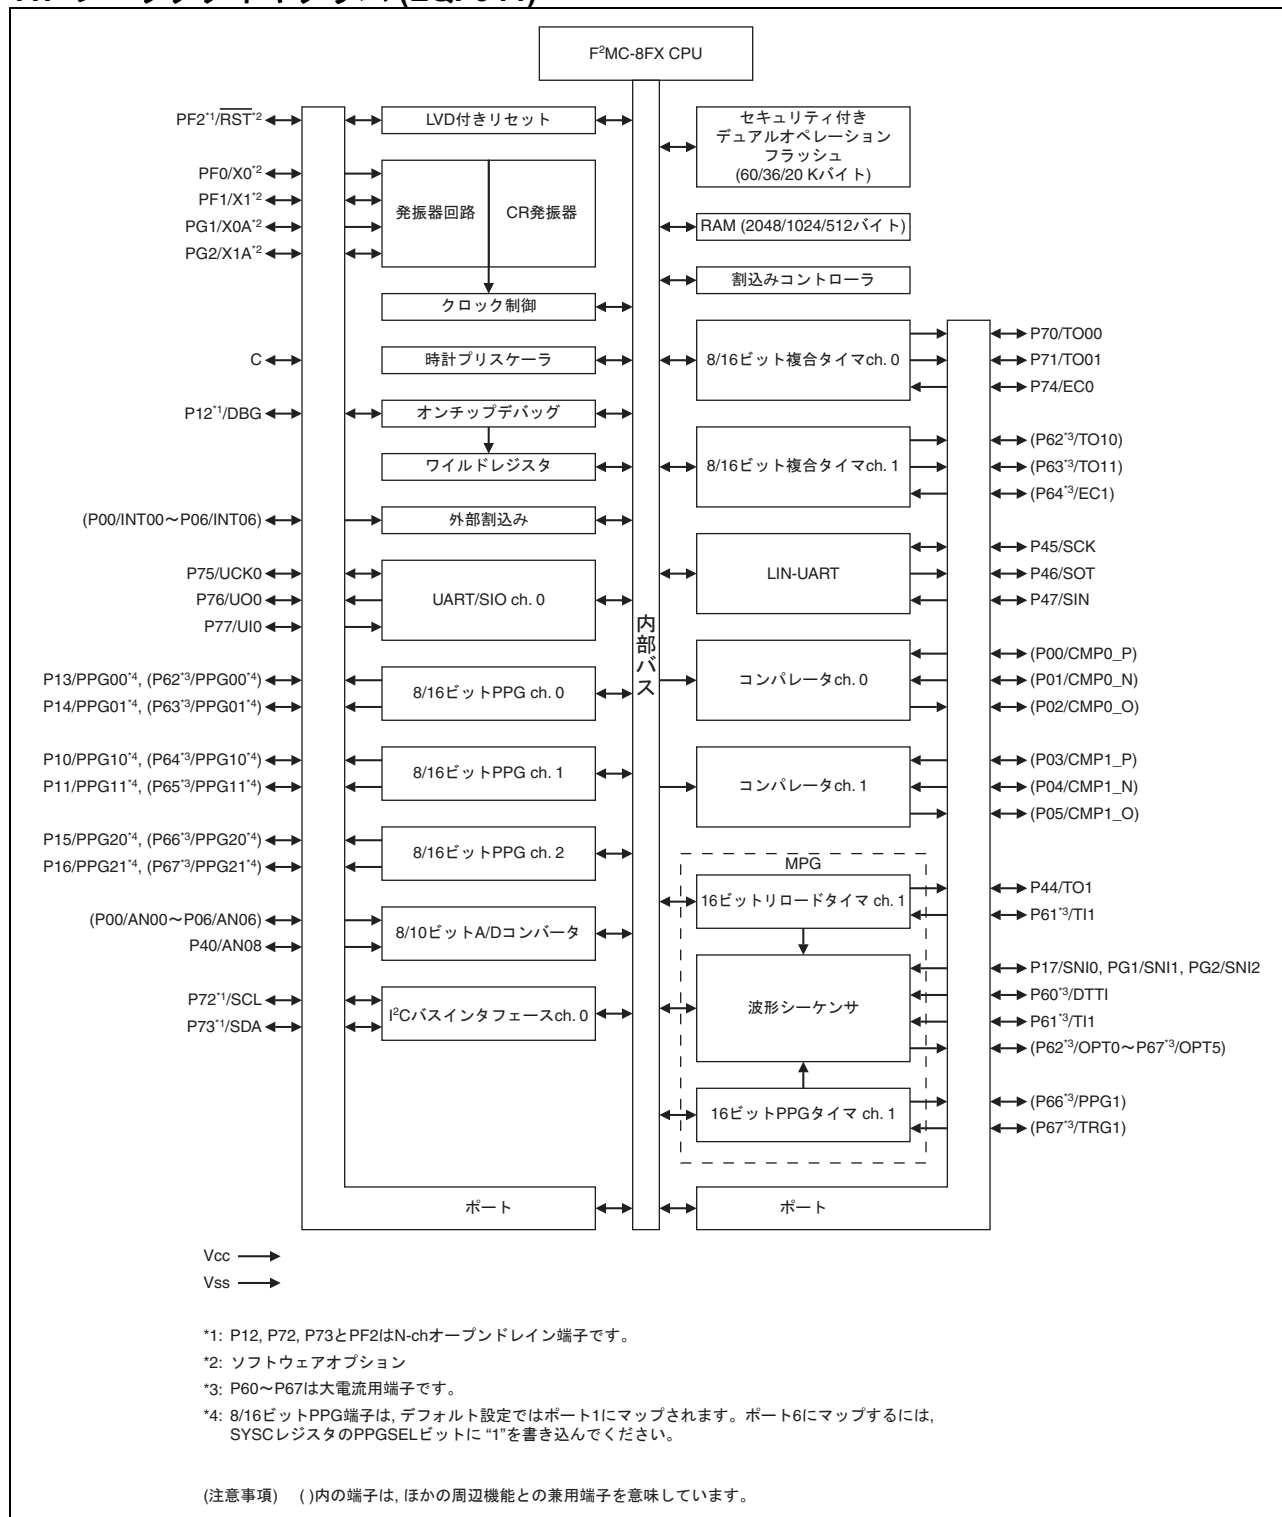 F²MC-8FX CPU
PF2*1/RST*2
LVD付きリセット
セキュリティ付き
デュアルオペレーション
フラッシュ
(60/36/20 Kバイト)
PF0/X0*2
PF1/X1*2
PG1/X0A*2
PG2/X1A*2
発振器回路
CR発振器
RAM (2048/1024/512バイト)
割込みコントローラ
クロック制御
C
時計プリスケーラ
8/16ビット複合タイマch. 0
P70/TO00
P71/TO01
P74/EC0
P12*1/DBG
オンチップデバッグ
ワイルドレジスタ
8/16ビット複合タイマch. 1
(P62*3/TO10)
(P63*3/TO11)
(P64*3/EC1)
(P00/INT00～P06/INT06)
外部割込み
P75/UCK0
P76/UO0
P77/UI0
UART/SIO ch. 0
LIN-UART
P45/SCK
P46/SOT
P47/SIN
内部バス
P13/PPG00*4, (P62*3/PPG00*4)
P14/PPG01*4, (P63*3/PPG01*4)
8/16ビットPPG ch. 0
コンパレータch. 0
(P00/CMP0_P)
(P01/CMP0_N)
(P02/CMP0_O)
P10/PPG10*4, (P64*3/PPG10*4)
P11/PPG11*4, (P65*3/PPG11*4)
8/16ビットPPG ch. 1
コンパレータch. 1
(P03/CMP1_P)
(P04/CMP1_N)
(P05/CMP1_O)
P15/PPG20*4, (P66*3/PPG20*4)
P16/PPG21*4, (P67*3/PPG21*4)
8/16ビットPPG ch. 2
MPG
16ビットリロードタイマ ch. 1
P44/TO1
P61*3/TI1
(P00/AN00～P06/AN06)
P40/AN08
8/10ビットA/Dコンバータ
波形シーケンサ
P17/SNI0, PG1/SNI1, PG2/SNI2
P60*3/DTTI
P61*3/TI1
(P62*3/OPT0～P67*3/OPT5)
P72*1/SCL
P73*1/SDA
I²Cバスインタフェースch. 0
16ビットPPGタイマ ch. 1
(P66*3/PPG1)
(P67*3/TRG1)
ポート
ポート
Vcc
Vss
*1: P12, P72, P73とPF2はN-chオープンドレイン端子です。
*2: ソフトウェアオプション
*3: P60～P67は大電流用端子です。
*4: 8/16ビットPPG端子は, デフォルト設定ではポート1にマップされます。ポート6にマップするには,
SYSCレジスタのPPGSELビットに “1”を書き込んでください。
(注意事項) ( )内の端子は, ほかの周辺機能との兼用端子を意味しています。